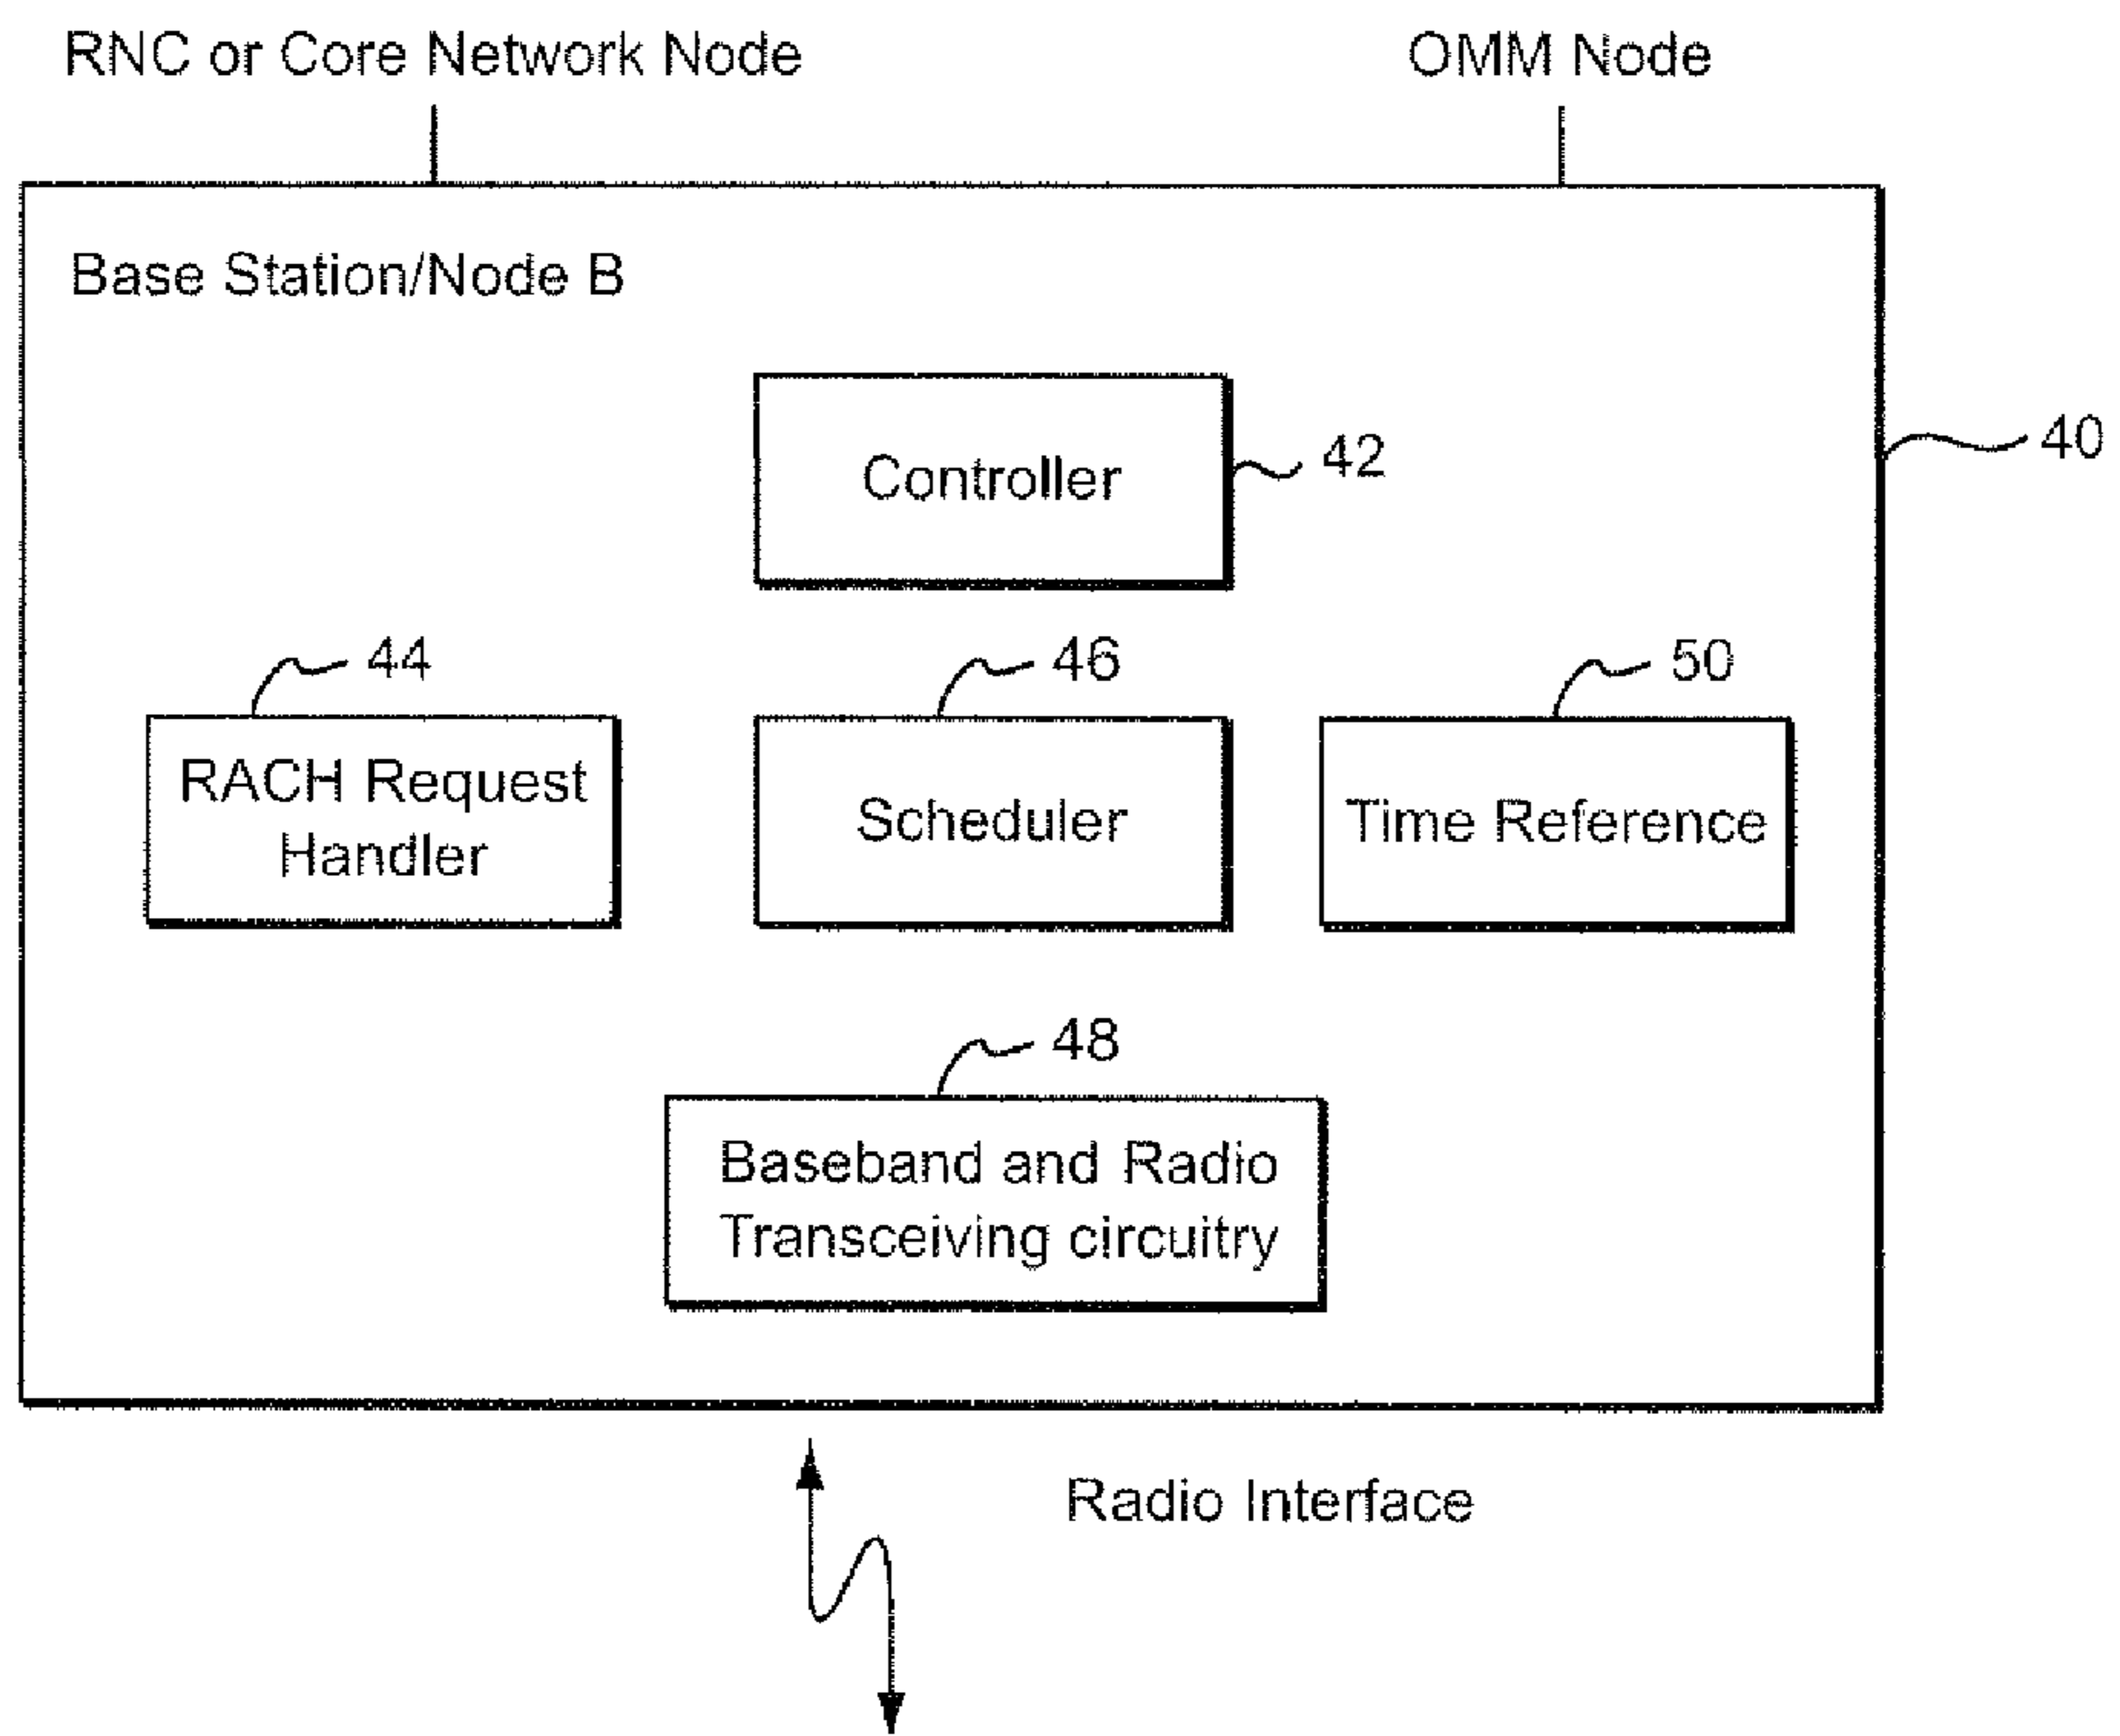 RNC or Core Network Node
OMM Node
Base Station/Node B
Controller
42
40
44
46
50
RACH Request
Handler
Scheduler
Time Reference
48
Baseband and Radio
Transceiving circuitry
Radio Interface